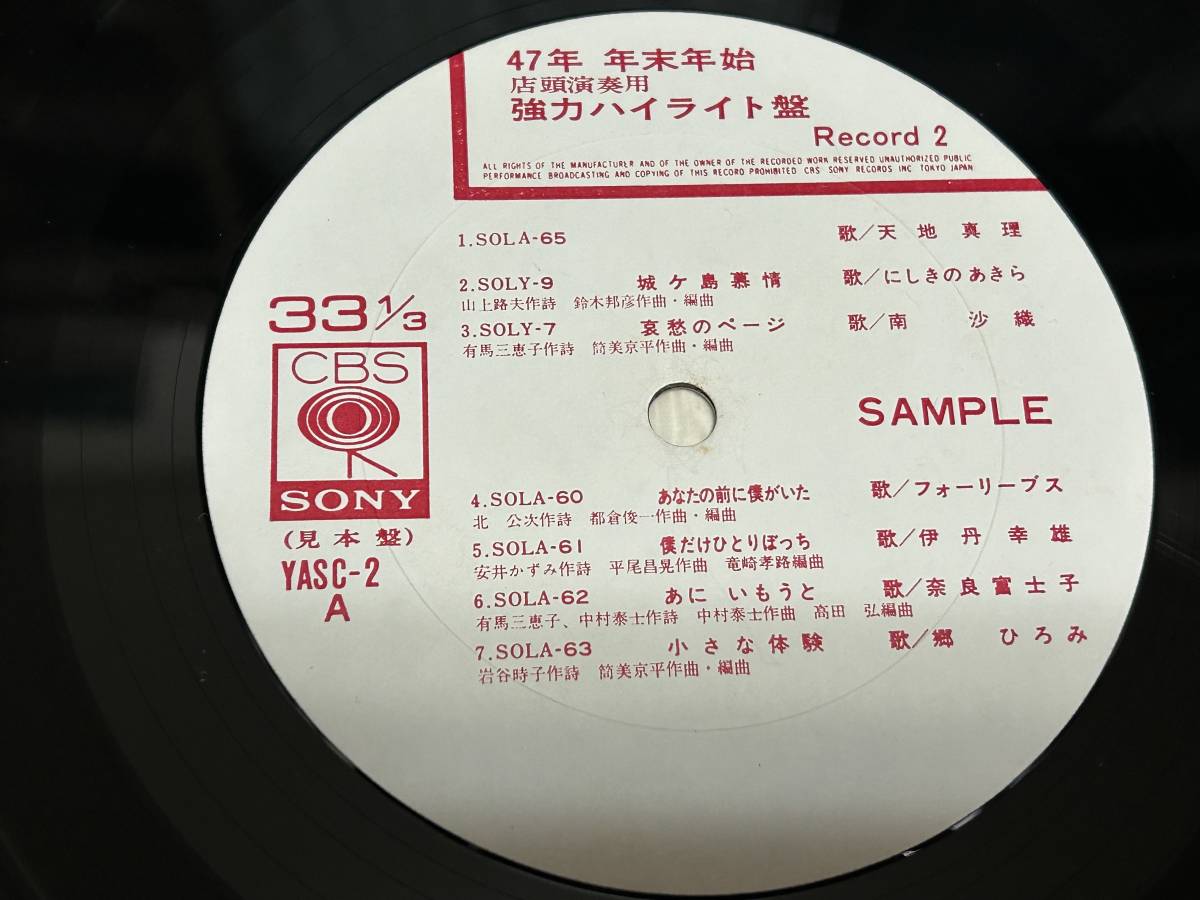 47年 年末年始
店頭演奏用
強力ハイライト盤
Record 2
ALL RIGHTS OF THE MANUFACTURER AND OF THE OWNER OF THE RECORDED WORK RESERVED UNAUTHORIZED PUBLIC
PERFORMANCE BROADCASTING AND COPYING OF THIS RECORD PROHIBITED CBS SONY RECORDS INC TOKYO JAPAN
1.SOLA-65 歌/天地真理
2.SOLY-9 城ケ島慕情 歌/にしきのあきら
山上路夫作詩 鈴木邦彦作曲・編曲
3.SOLY-7 哀愁のページ 歌/南 沙織
有馬三恵子作詩 筒美京平作曲・編曲
33 1/3
CBS
SONY
(見本盤)
YASC-2
A
SAMPLE
4.SOLA-60 あなたの前に僕がいた 歌/フォーリーブス
北 公次作詩 都倉俊一作曲・編曲
5.SOLA-61 僕だけひとりぼっち 歌/伊丹幸雄
安井かずみ作詩 平尾昌晃作曲 竜崎孝路編曲
6.SOLA-62 あに いもうと 歌/奈良富士子
有馬三恵子、中村泰士作詩 中村泰士作曲 高田 弘編曲
7.SOLA-63 小さな体験 歌/郷 ひろみ
岩谷時子作詩 筒美京平作曲・編曲